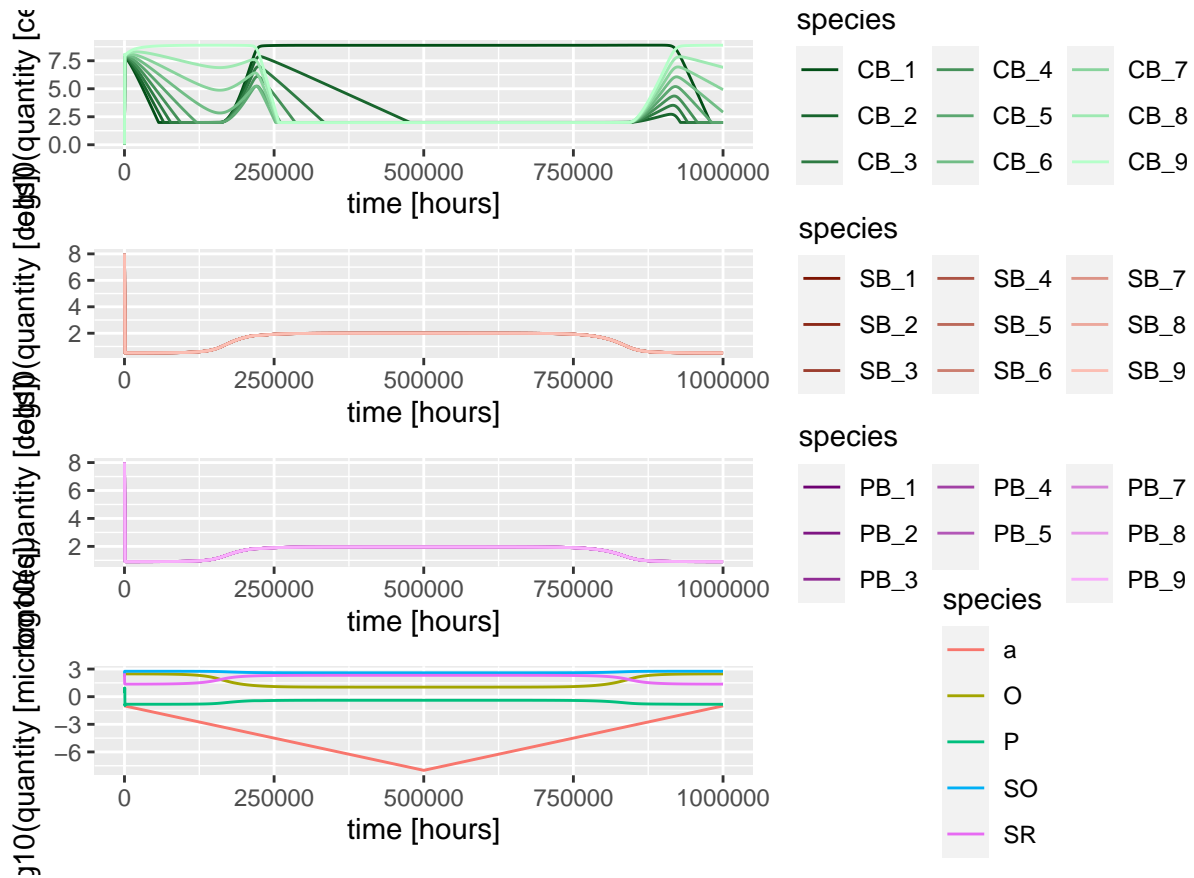 species
CB_1 CB_4 CB_7
CB_2 CB_5 CB_8
CB_3 CB_6 CB_9
7.5
5.0
2.5
0.0
0 250000 500000 750000 1000000
time [hours]
species
SB_1 SB_4 SB_7
SB_2 SB_5 SB_8
SB_3 SB_6 SB_9
8
6
4
2
0 250000 500000 750000 1000000
time [hours]
species
PB_1 PB_4 PB_7
PB_2 PB_5 PB_8
PB_3 PB_9
8
6
4
2
0 250000 500000 750000 1000000
time [hours]
species
a
O
P
SO
SR
3
0
−3
−6
0 250000 500000 750000 1000000
time [hours]